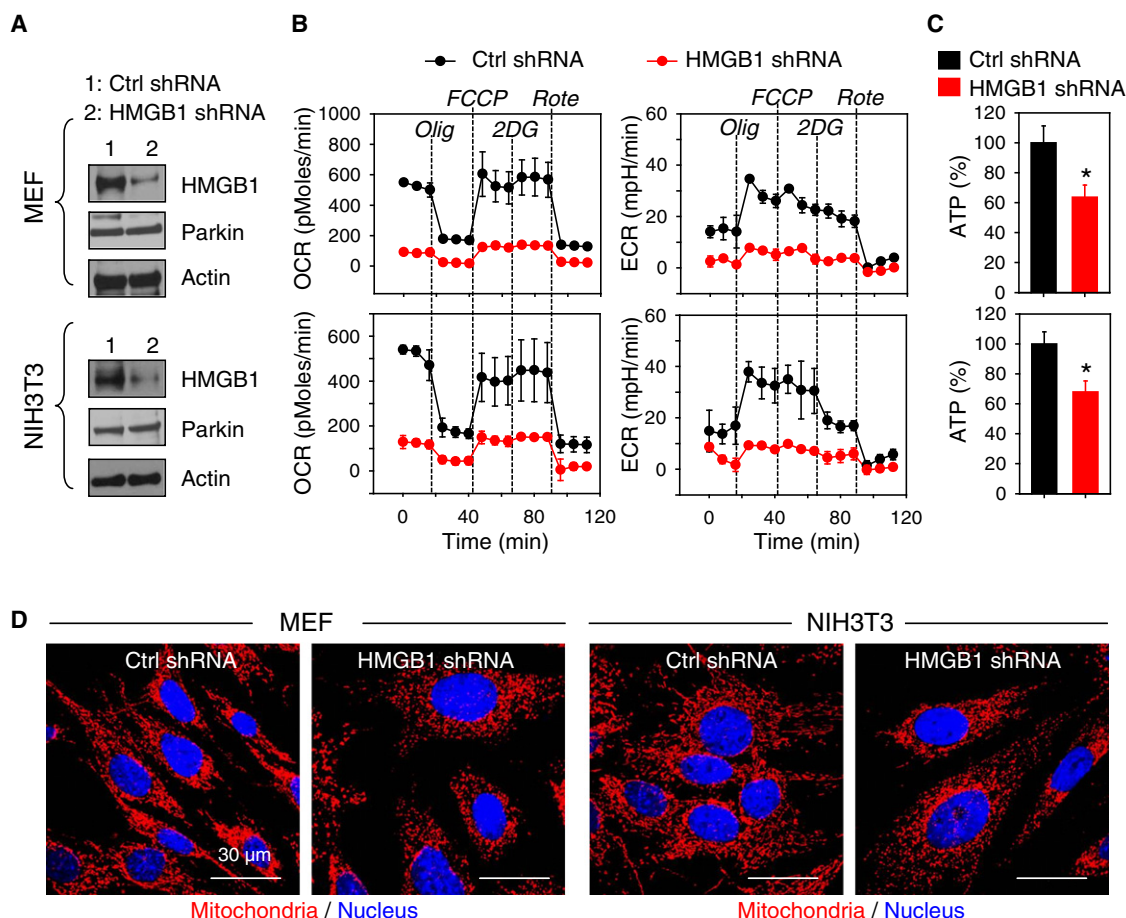 A
1: Ctrl shRNA
2: HMGB1 shRNA
MEF
1 2
HMGB1
Parkin
Actin
NIH3T3
1 2
HMGB1
Parkin
Actin
B
Ctrl shRNA HMGB1 shRNA
FCCP Rote
Olig 2DG
OCR (pMoles/min)
1000
800
600
400
200
0
FCCP Rote
Olig 2DG
ECR (mpH/min)
60
40
20
0
OCR (pMoles/min)
600
400
200
0
0 40 80 120
Time (min)
ECR (mpH/min)
60
40
20
0
0 40 80 120
Time (min)
C
Ctrl shRNA
HMGB1 shRNA
ATP (%)
120
100
80
60
40
20
0
*
ATP (%)
120
100
80
60
40
20
0
*
D
MEF NIH3T3
Ctrl shRNA HMGB1 shRNA Ctrl shRNA HMGB1 shRNA
30 µm
Mitochondria / Nucleus Mitochondria / Nucleus